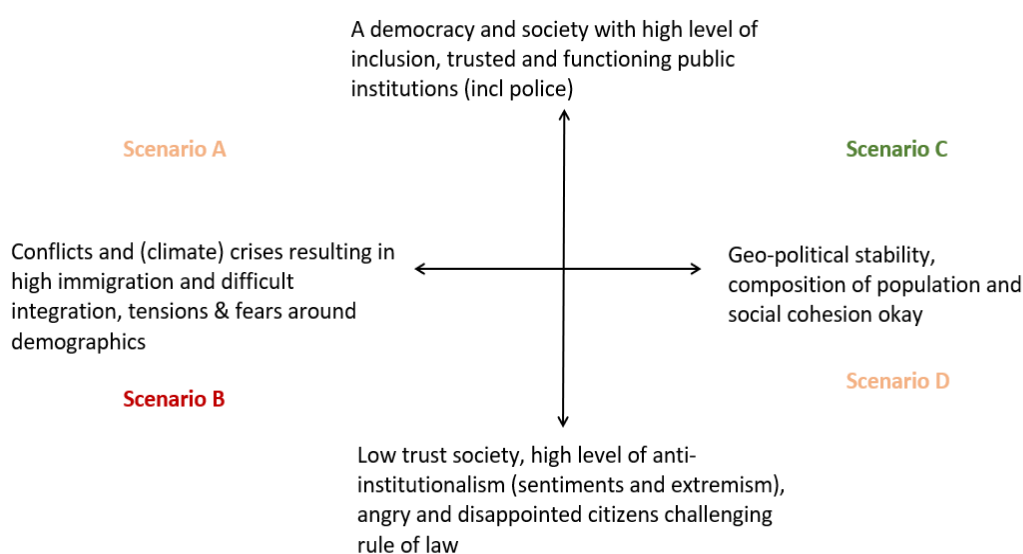 A democracy and society with high level of
inclusion, trusted and functioning public
institutions (incl police)
Scenario A
Scenario C
Conflicts and (climate) crises resulting in
high immigration and difficult
integration, tensions & fears around
demographics
Geo-political stability,
composition of population and
social cohesion okay
Scenario B
Scenario D
Low trust society, high level of anti-
institutionalism (sentiments and extremism),
angry and disappointed citizens challenging
rule of law